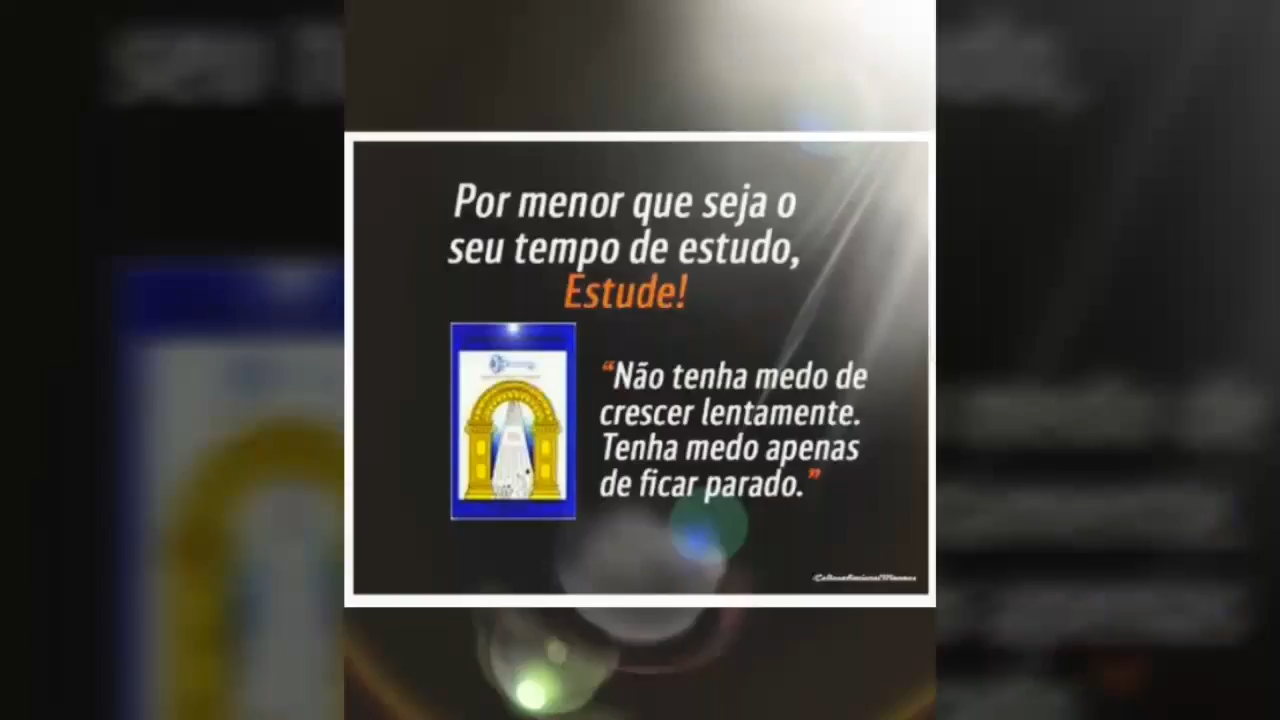 Por menor que seja o
seu tempo de estudo,
Estude!
“Não tenha medo de
crescer lentamente.
Tenha medo apenas
de ficar parado.”